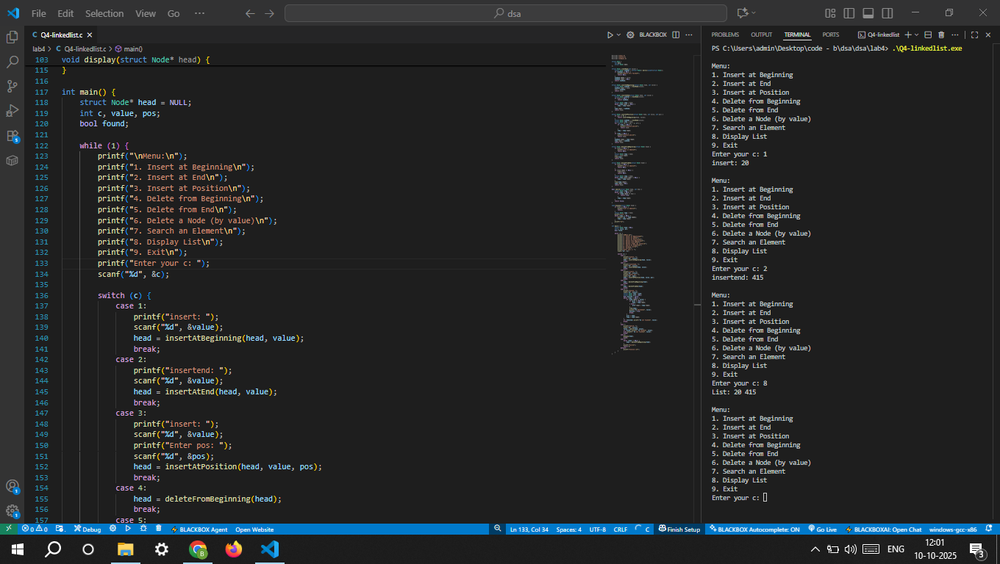 File Edit Selection View Go ··· dsa
C Q4-linkedlist.c
BLACKBOX ···
PROBLEMS OUTPUT TERMINAL PORTS Q4-linkedlist
lab4 > C Q4-linkedlist.c > main()
103 void display(struct Node* head) {
115 }
116
117 int main() {
118 struct Node* head = NULL;
119 int c, value, pos;
120 bool found;
121
122 while (1) {
123 printf("\nMenu:\n");
124 printf("1. Insert at Beginning\n");
125 printf("2. Insert at End\n");
126 printf("3. Insert at Position\n");
127 printf("4. Delete from Beginning\n");
128 printf("5. Delete from End\n");
129 printf("6. Delete a Node (by value)\n");
130 printf("7. Search an Element\n");
131 printf("8. Display List\n");
132 printf("9. Exit\n");
133 printf("Enter your c: ");
134 scanf("%d", &c);
135
136 switch (c) {
137 case 1:
138 printf("insert: ");
139 scanf("%d", &value);
140 head = insertAtBeginning(head, value);
141 break;
142 case 2:
143 printf("insertend: ");
144 scanf("%d", &value);
145 head = insertAtEnd(head, value);
146 break;
147 case 3:
148 printf("insert: ");
149 scanf("%d", &value);
150 printf("Enter pos: ");
151 scanf("%d", &pos);
152 head = insertAtPosition(head, value, pos);
153 break;
154 case 4:
155 head = deleteFromBeginning(head);
156 break;
157 case 5:
PS C:\Users\admin\Desktop\code - b\dsa\dsa\lab4> .\Q4-linkedlist.exe
Menu:
1. Insert at Beginning
2. Insert at End
3. Insert at Position
4. Delete from Beginning
5. Delete from End
6. Delete a Node (by value)
7. Search an Element
8. Display List
9. Exit
Enter your c: 1
insert: 20
Menu:
1. Insert at Beginning
2. Insert at End
3. Insert at Position
4. Delete from Beginning
5. Delete from End
6. Delete a Node (by value)
7. Search an Element
8. Display List
9. Exit
Enter your c: 2
insertend: 415
Menu:
1. Insert at Beginning
2. Insert at End
3. Insert at Position
4. Delete from Beginning
5. Delete from End
6. Delete a Node (by value)
7. Search an Element
8. Display List
9. Exit
Enter your c: 8
List: 20 415
Menu:
1. Insert at Beginning
2. Insert at End
3. Insert at Position
4. Delete from Beginning
5. Delete from End
6. Delete a Node (by value)
7. Search an Element
8. Display List
9. Exit
Enter your c:
0 0 Debug BLACKBOX Agent Open Website Ln 133, Col 34 Spaces: 4 UTF-8 CRLF C Finish Setup BLACKBOX Autocomplete: ON Go Live BLACKBOXAI: Open Chat windows-gcc-x86
ENG
12:01
10-10-2025
3